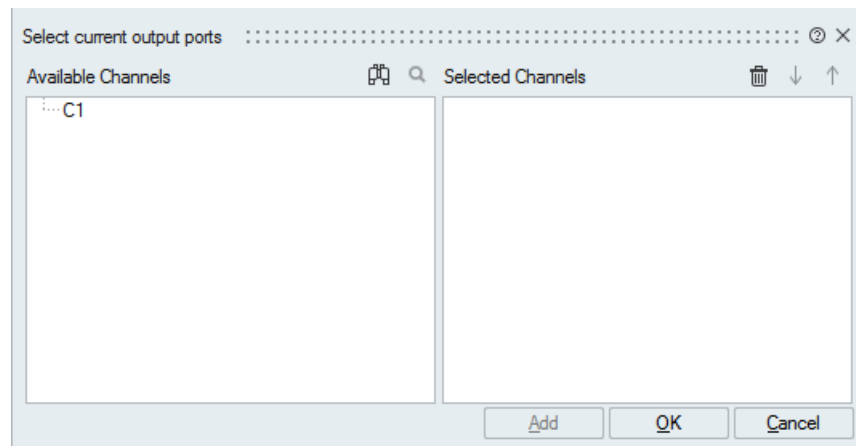 Select current output ports
Available Channels
Selected Channels
C1
Add
OK
Cancel